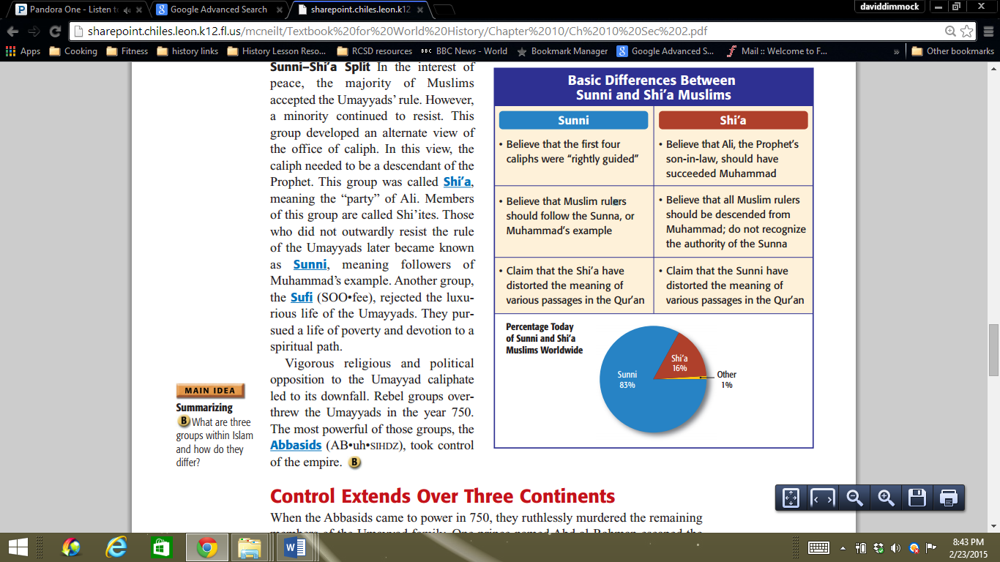 Pandora One - Listen t
Google Advanced Search
sharepoint.chiles.leon.k12
daviddimmock
sharepoint.chiles.leon.k12.fl.us/mcneilt/Textbook%20for%20World%20History/Chapter%2010/Ch%2010%20Sec%202.pdf
Apps Cooking Fitness history links History Lesson Reso... RCSD resources BBC BBC News - World Bookmark Manager Google Advanced S... Mail :: Welcome to F... » Other bookmarks
Sunni–Shi'a Split In the interest of
peace, the majority of Muslims
accepted the Umayyads' rule. However,
a minority continued to resist. This
group developed an alternate view of
the office of caliph. In this view, the
caliph needed to be a descendant of the
Prophet. This group was called Shi'a,
meaning the “party” of Ali. Members
of this group are called Shi'ites. Those
who did not outwardly resist the rule
of the Umayyads later became known
as Sunni, meaning followers of
Muhammad's example. Another group,
the Sufi (SOO•fee), rejected the luxu-
rious life of the Umayyads. They pur-
sued a life of poverty and devotion to a
spiritual path.
Vigorous religious and political
opposition to the Umayyad caliphate
led to its downfall. Rebel groups over-
threw the Umayyads in the year 750.
The most powerful of those groups, the
Abbasids (AB•uh•SIHDZ), took control
of the empire. B
MAIN IDEA
Summarizing
B What are three
groups within Islam
and how do they
differ?
Basic Differences Between
Sunni and Shi'a Muslims
Sunni
• Believe that the first four
caliphs were “rightly guided”
• Believe that Muslim rulers
should follow the Sunna, or
Muhammad's example
• Claim that the Shi'a have
distorted the meaning of
various passages in the Qur'an
Shi'a
• Believe that Ali, the Prophet's
son-in-law, should have
succeeded Muhammad
• Believe that all Muslim rulers
should be descended from
Muhammad; do not recognize
the authority of the Sunna
• Claim that the Sunni have
distorted the meaning of
various passages in the Qur'an
Percentage Today
of Sunni and Shi'a
Muslims Worldwide
Sunni
83%
Shi'a
16%
Other
1%
Control Extends Over Three Continents
When the Abbasids came to power in 750, they ruthlessly murdered the remaining
members of the Umayyad family. One prince named Abd al-Rahman escaped the
8:43 PM
2/23/2015